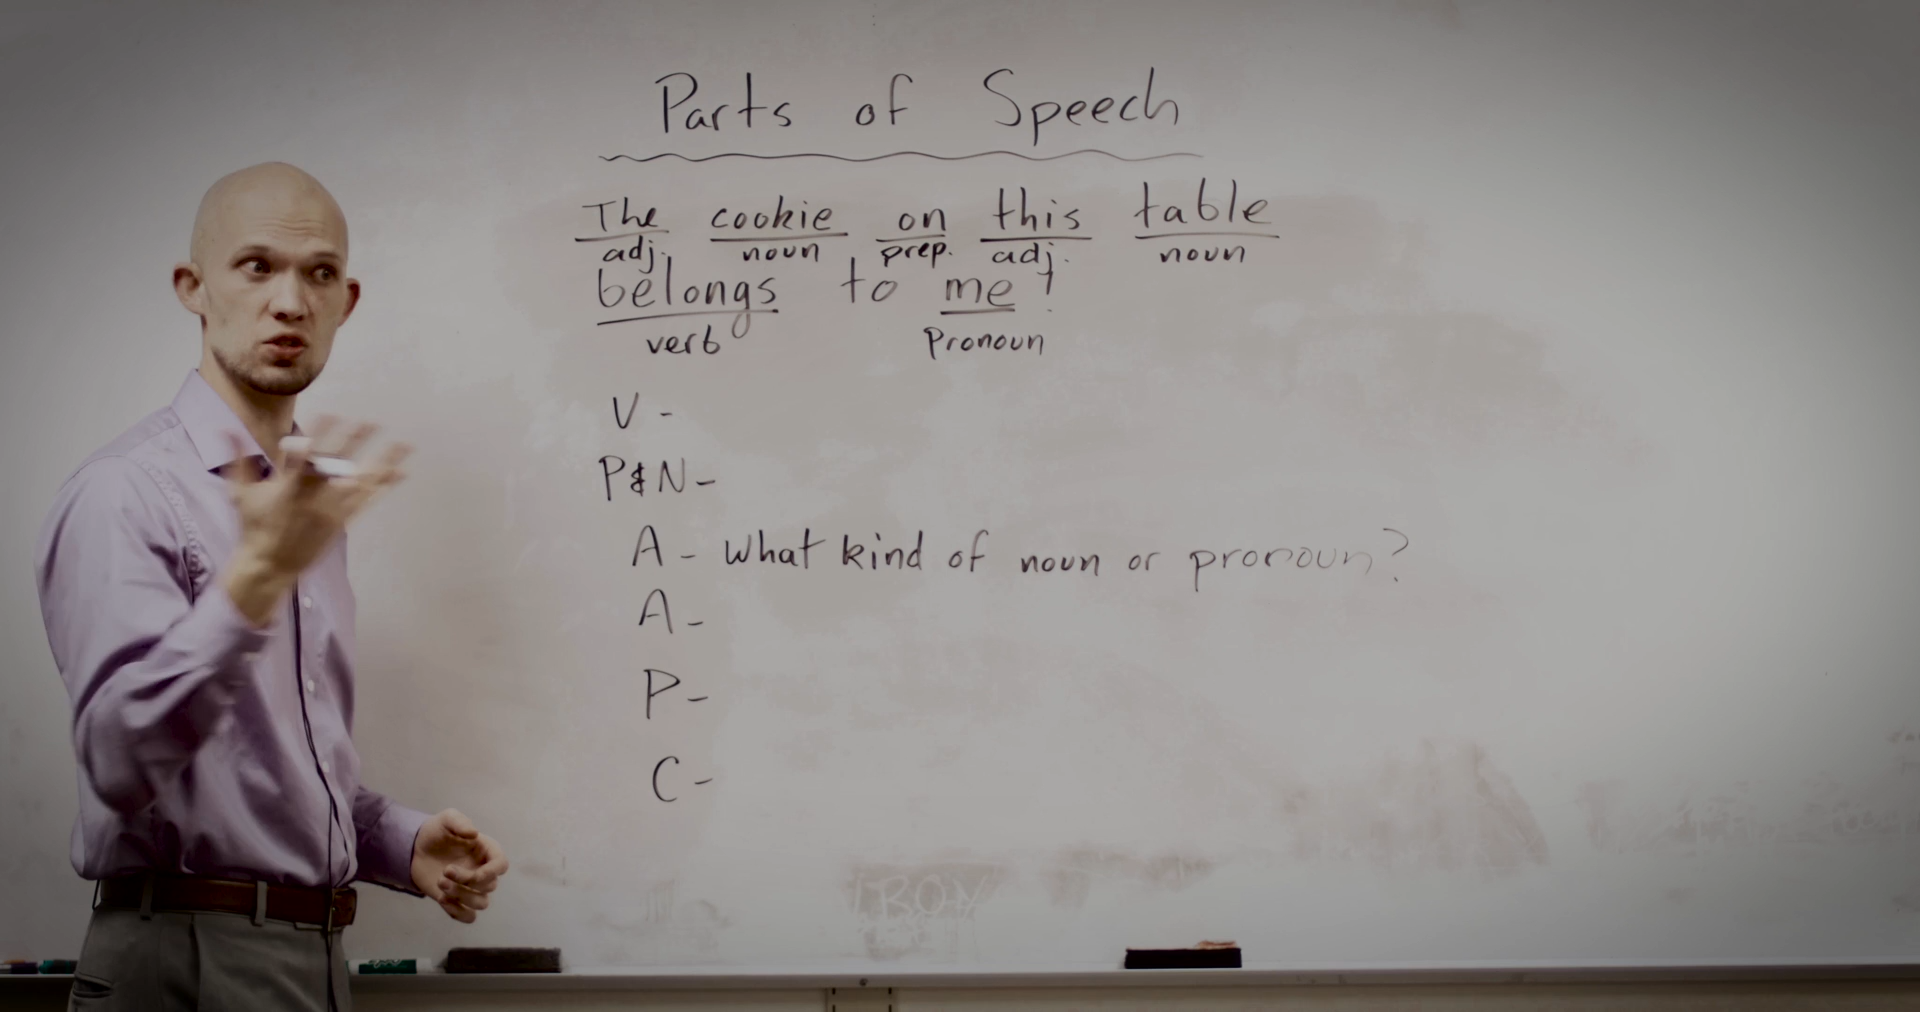 Parts of Speech
The cookie on this table
adj. noun prep. adj. noun
belongs to me!
verb Pronoun
V -
P & N -
A - What kind of noun or pronoun?
A -
P -
C -